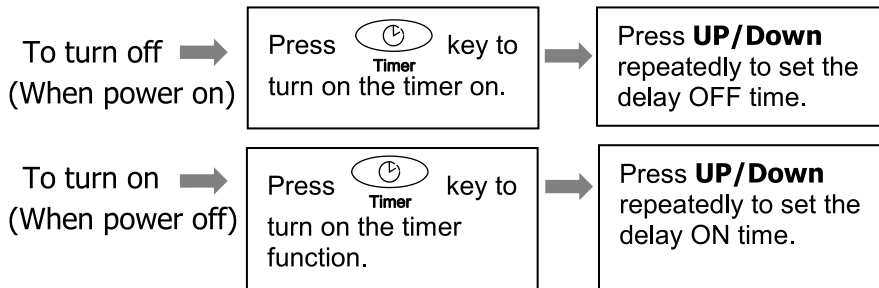 To turn off
(When power on)
Press Timer key to
turn on the timer on.
Press UP/Down
repeatedly to set the
delay OFF time.
To turn on
(When power off)
Press Timer key to
turn on the timer
function.
Press UP/Down
repeatedly to set the
delay ON time.